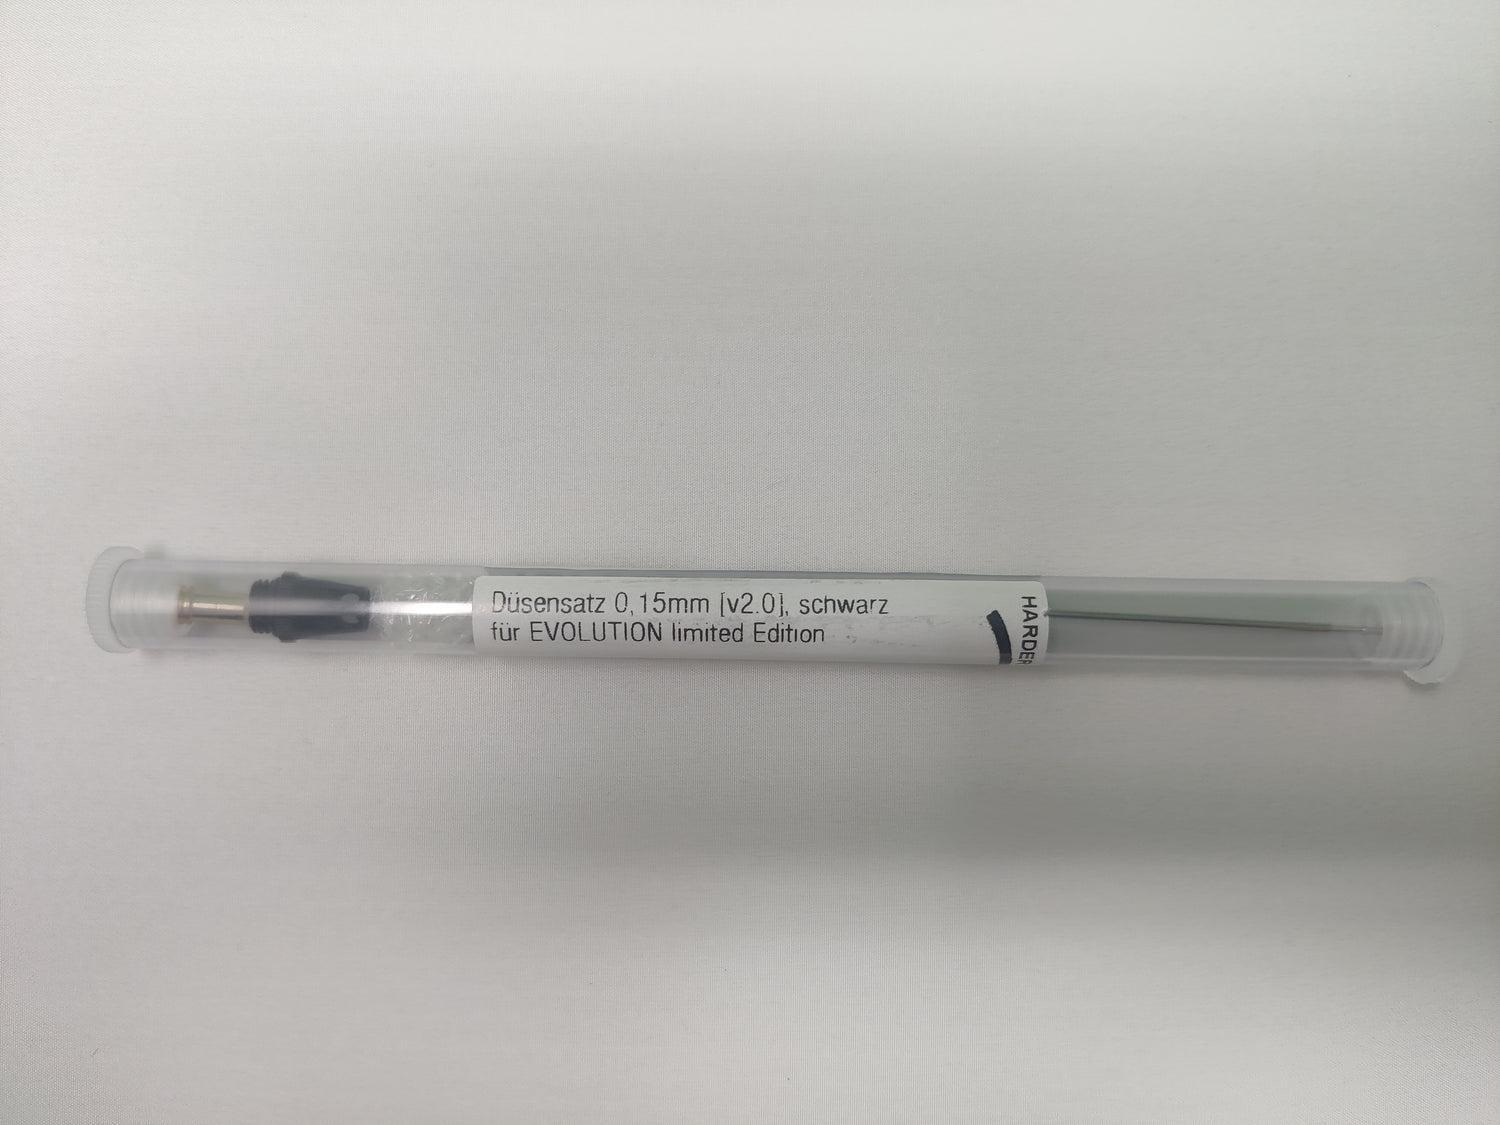 Düsensatz 0,15mm [v2.0], schwarz
für EVOLUTION limited Edition
HARDER